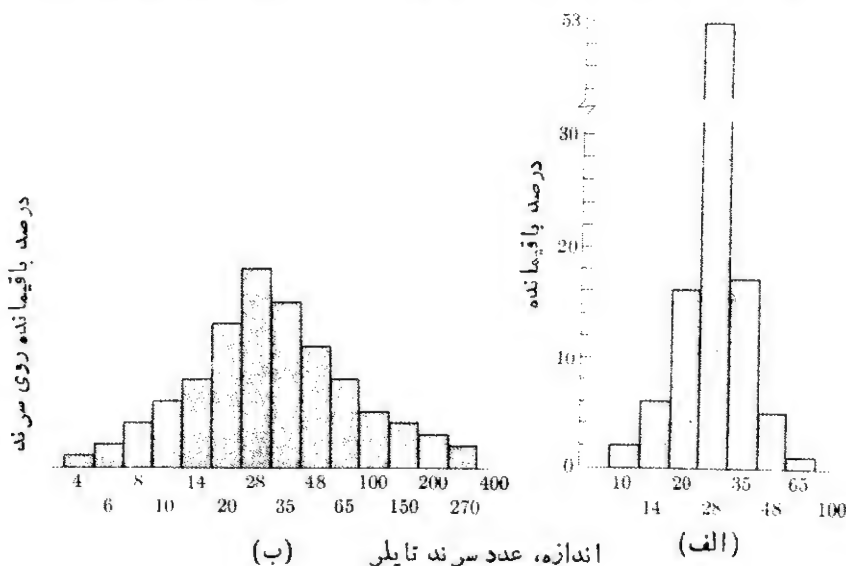 53
30
20
10
0
درصد باقیمانده
10 20 35 65
14 28 48 100
(الف)
درصد باقیمانده روی سرند
4 8 14 28 48 100 200 400
6 10 20 35 65 150 270
(ب)
اندازه، عدد سرند تایلر